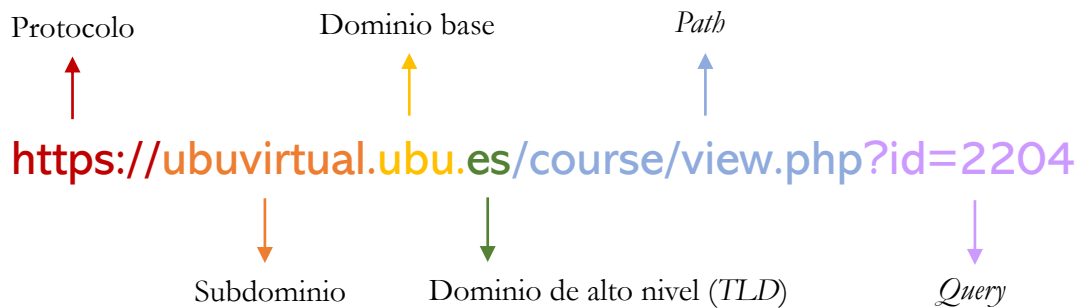 Protocolo Dominio base Path
https://ubuvirtual.ubu.es/course/view.php?id=2204
Subdominio Dominio de alto nivel (TLD) Query